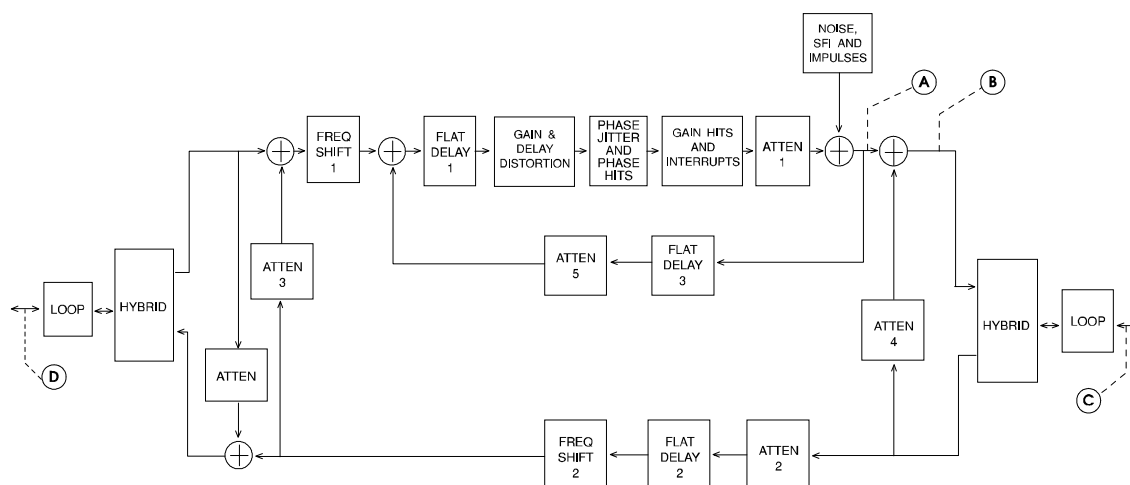 NOISE,
SFI AND
IMPULSES
A
B
FREQ
SHIFT
1
FLAT
DELAY
1
GAIN &
DELAY
DISTORTION
PHASE
JITTER
AND
PHASE
HITS
GAIN HITS
AND
INTERRUPTS
ATTEN
1
ATTEN
3
ATTEN
5
FLAT
DELAY
3
LOOP
HYBRID
ATTEN
4
HYBRID
LOOP
D
ATTEN
C
FREQ
SHIFT
2
FLAT
DELAY
2
ATTEN
2